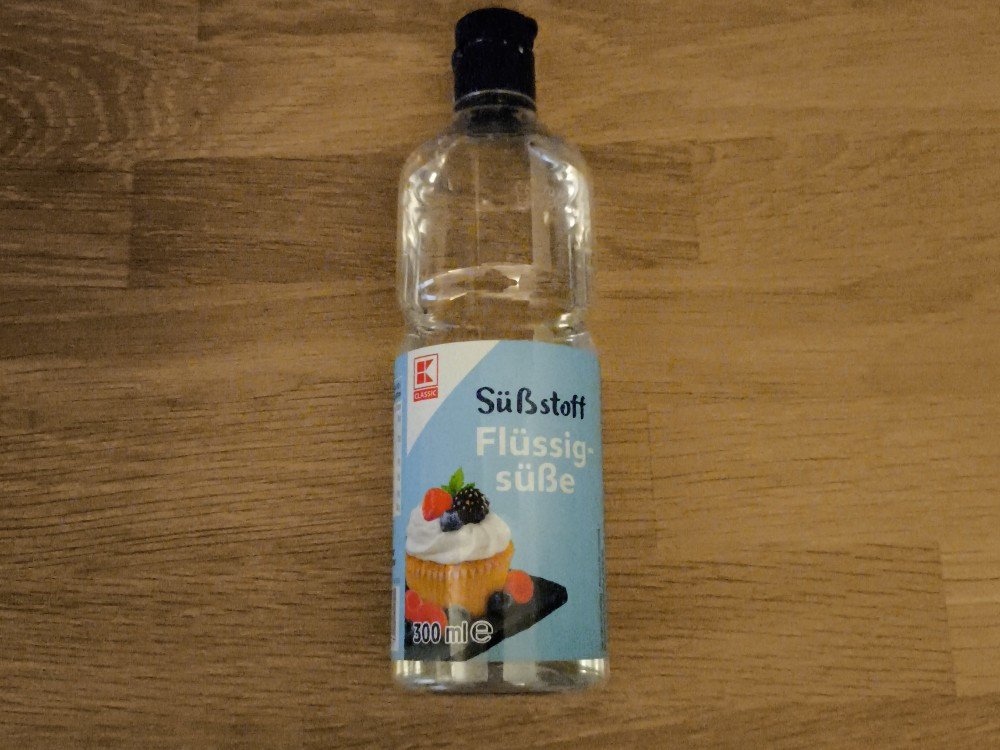 K
CLASSIC
Süßstoff
Flüssig-
süße
300 ml e